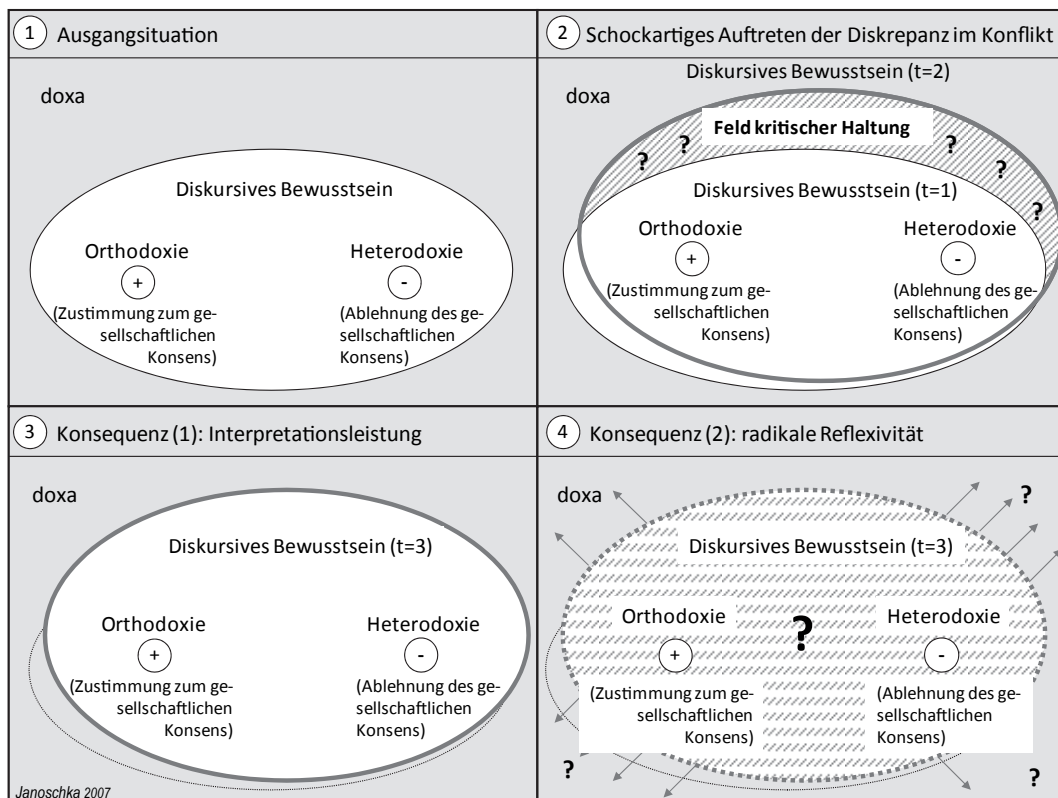 1 Ausgangsituation
doxa
Diskursives Bewusstsein
Orthodoxie
+
(Zustimmung zum ge-
sellschaftlichen
Konsens)
Heterodoxie
-
(Ablehnung des ge-
sellschaftlichen
Konsens)
2 Schockartiges Auftreten der Diskrepanz im Konflikt
Diskursives Bewusstsein (t=2)
doxa
Feld kritischer Haltung
? ? ? ? ?
Diskursives Bewusstsein (t=1)
Orthodoxie
+
(Zustimmung zum ge-
sellschaftlichen
Konsens)
Heterodoxie
-
(Ablehnung des ge-
sellschaftlichen
Konsens)
3 Konsequenz (1): Interpretationsleistung
doxa
Diskursives Bewusstsein (t=3)
Orthodoxie
+
(Zustimmung zum ge-
sellschaftlichen
Konsens)
Heterodoxie
-
(Ablehnung des ge-
sellschaftlichen
Konsens)
Janoschka 2007
4 Konsequenz (2): radikale Reflexivität
doxa
?
Diskursives Bewusstsein (t=3)
Orthodoxie
+
(Zustimmung zum ge-
sellschaftlichen
Konsens)
?
Heterodoxie
-
(Ablehnung des ge-
sellschaftlichen
Konsens)
?
?